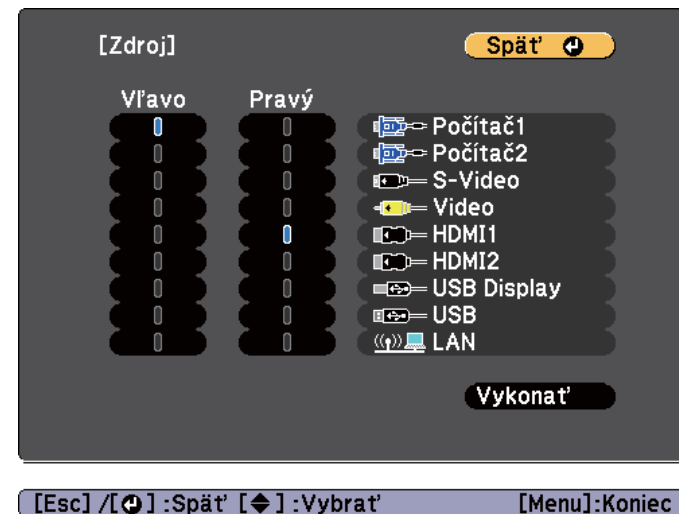 [Zdroj]
Späť
Vľavo Pravý
Počítač1
Počítač2
S-Video
Video
HDMI1
HDMI2
USB Display
USB
LAN
Vykonať
[Esc] /[ ] :Späť [ ] :Vybrať [Menu]:Koniec